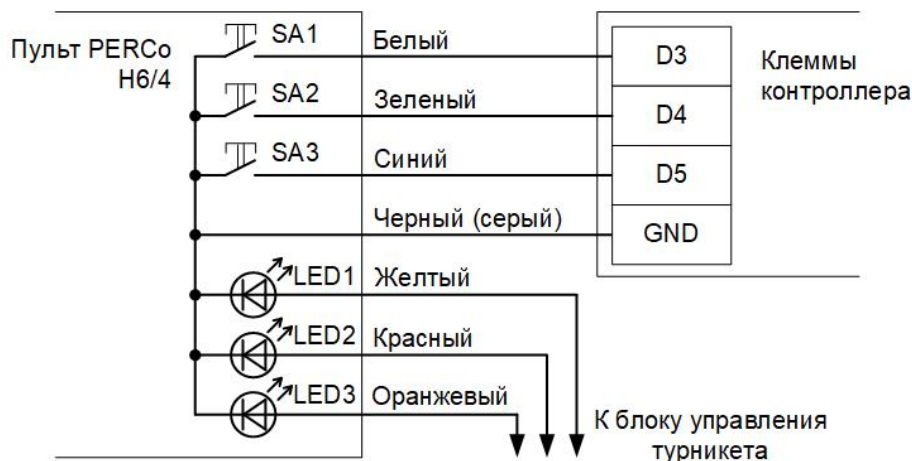 Пульт PERCo
H6/4
SA1
Белый
D3
Клеммы
контроллера
SA2
Зеленый
D4
SA3
Синий
D5
Черный (серый)
GND
LED1
Желтый
LED2
Красный
LED3
Оранжевый
К блоку управления
турникета